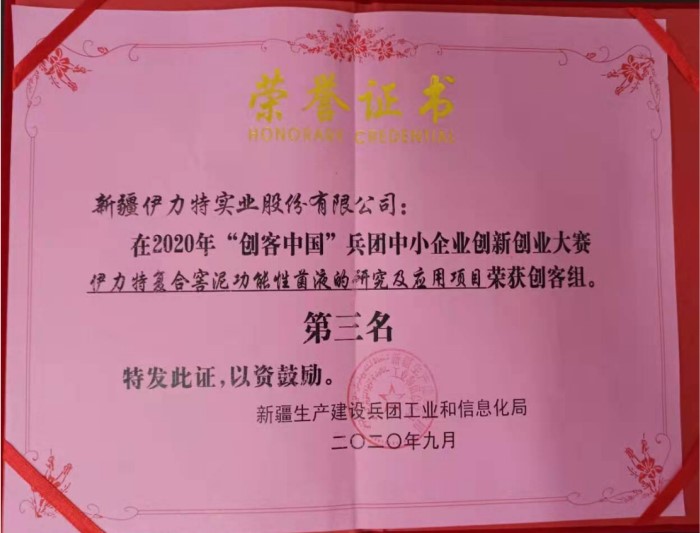 荣誉证书
HONORARY CREDENTIAL
新疆伊力特实业股份有限公司：
在2020年“创客中国”兵团中小企业创新创业大赛
伊力特复合窖泥功能性菌液的研究及应用项目荣获创客组。
第三名
特发此证，以资鼓励。
新疆生产建设兵团工业和信息化局
二〇二〇年九月